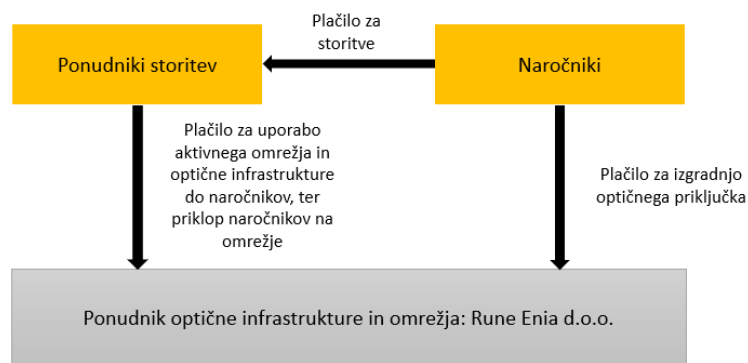 Plačilo za
storitve
Ponudniki storitev
Naročniki
Plačilo za uporabo
aktivnega omrežja in
optične infrastrukture
do naročnikov, ter
priklop naročnikov na
omrežje
Plačilo za izgradnjo
optičnega priključka
Ponudnik optične infrastrukture in omrežja: Rune Enia d.o.o.